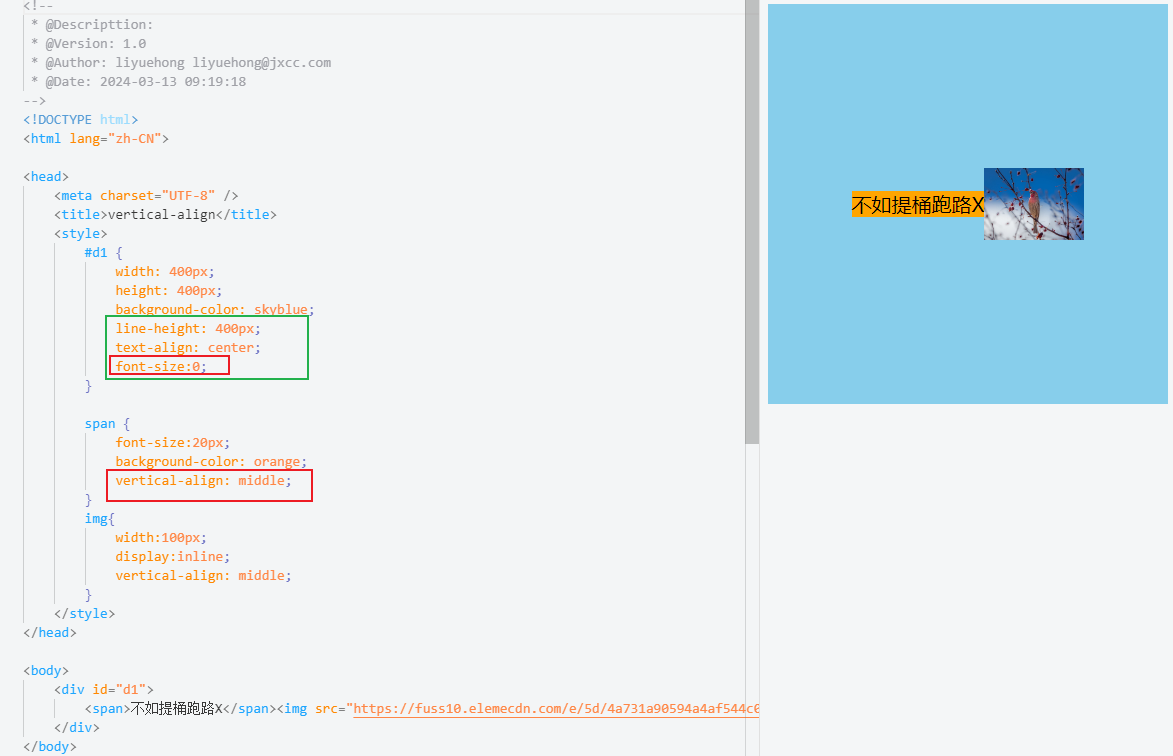 <!--
* @Descripttion:
* @Version: 1.0
* @Author: liyuehong liyuehong@jxcc.com
* @Date: 2024-03-13 09:19:18
-->
<!DOCTYPE html>
<html lang="zh-CN">
<head>
<meta charset="UTF-8" />
<title>vertical-align</title>
<style>
#d1 {
width: 400px;
height: 400px;
background-color: skyblue;
line-height: 400px;
text-align: center;
font-size:0;
}
span {
font-size:20px;
background-color: orange;
vertical-align: middle;
}
img{
width:100px;
display:inline;
vertical-align: middle;
}
</style>
</head>
<body>
<div id="d1">
<span>不如提桶跑路X</span><img src="https://fuss10.elemecdn.com/e/5d/4a731a90594a4af544c
</div>
</body>
不如提桶跑路X